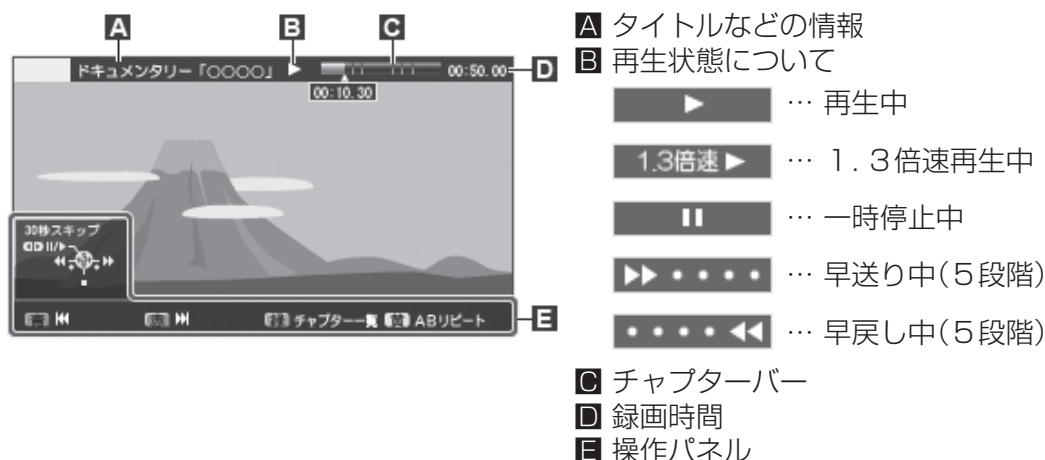 A B C
ドキュメンタリー「○○○○」 ▶ 00:50.00 D
00:10.30
30秒スキップ
青 赤 緑 チャプター一覧 黄 ABリピート E
A タイトルなどの情報
B 再生状態について
▶ … 再生中
1.3倍速▶ … 1.3倍速再生中
❚❚ … 一時停止中
▶▶ • • • • … 早送り中(5段階)
• • • • ◀◀ … 早戻し中(5段階)
C チャプターバー
D 録画時間
E 操作パネル